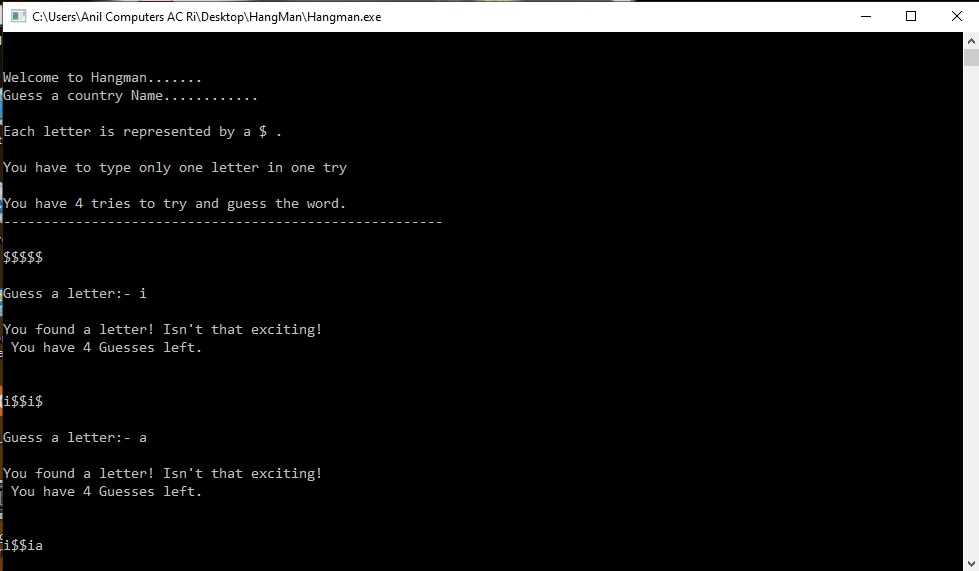 C:\Users\Anil Computers AC Ri\Desktop\HangMan\Hangman.exe
Welcome to Hangman.......
Guess a country Name............
Each letter is represented by a $ .
You have to type only one letter in one try
You have 4 tries to try and guess the word.
-------------------------------------------------------
$$$$$
Guess a letter:- i
You found a letter! Isn't that exciting!
You have 4 Guesses left.
i$$i$
Guess a letter:- a
You found a letter! Isn't that exciting!
You have 4 Guesses left.
i$$ia